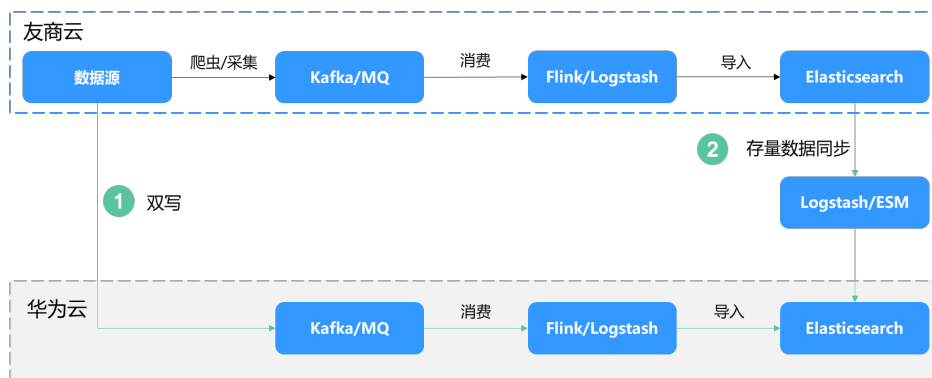 友商云
数据源
爬虫/采集
Kafka/MQ
消费
Flink/Logstash
导入
Elasticsearch
2
存量数据同步
1
双写
Logstash/ESM
华为云
Kafka/MQ
消费
Flink/Logstash
导入
Elasticsearch